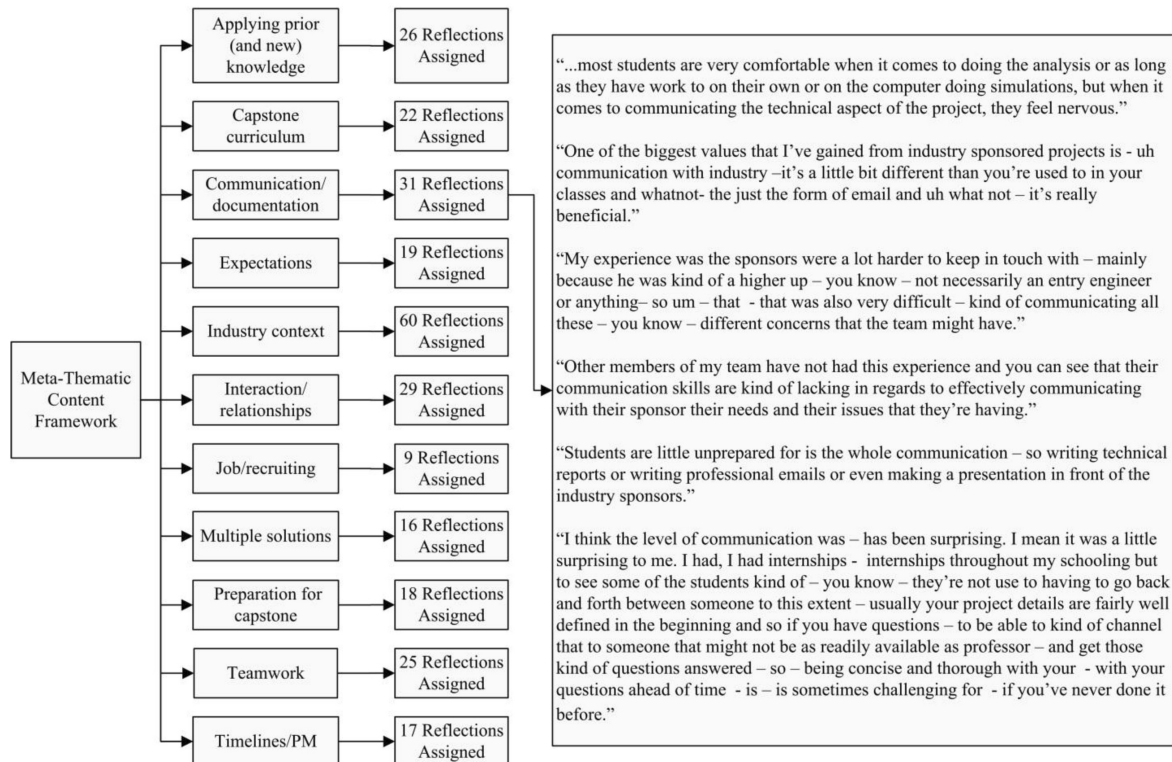 Meta-Thematic
Content
Framework
Applying prior
(and new)
knowledge
26 Reflections
Assigned
Capstone
curriculum
22 Reflections
Assigned
Communication/
documentation
31 Reflections
Assigned
Expectations
19 Reflections
Assigned
Industry context
60 Reflections
Assigned
Interaction/
relationships
29 Reflections
Assigned
Job/recruiting
9 Reflections
Assigned
Multiple solutions
16 Reflections
Assigned
Preparation for
capstone
18 Reflections
Assigned
Teamwork
25 Reflections
Assigned
Timelines/PM
17 Reflections
Assigned
“...most students are very comfortable when it comes to doing the analysis or as long
as they have work to on their own or on the computer doing simulations, but when it
comes to communicating the technical aspect of the project, they feel nervous.”
“One of the biggest values that I’ve gained from industry sponsored projects is - uh
communication with industry –it’s a little bit different than you’re used to in your
classes and whatnot- the just the form of email and uh what not – it’s really
beneficial.”
“My experience was the sponsors were a lot harder to keep in touch with – mainly
because he was kind of a higher up – you know – not necessarily an entry engineer
or anything– so um – that - that was also very difficult – kind of communicating all
these – you know – different concerns that the team might have.”
“Other members of my team have not had this experience and you can see that their
communication skills are kind of lacking in regards to effectively communicating
with their sponsor their needs and their issues that they’re having.”
“Students are little unprepared for is the whole communication – so writing technical
reports or writing professional emails or even making a presentation in front of the
industry sponsors.”
“I think the level of communication was – has been surprising. I mean it was a little
surprising to me. I had, I had internships - internships throughout my schooling but
to see some of the students kind of – you know – they’re not use to having to go back
and forth between someone to this extent – usually your project details are fairly well
defined in the beginning and so if you have questions – to be able to kind of channel
that to someone that might not be as readily available as professor – and get those
kind of questions answered – so – being concise and thorough with your - with your
questions ahead of time - is – is sometimes challenging for - if you’ve never done it
before.”